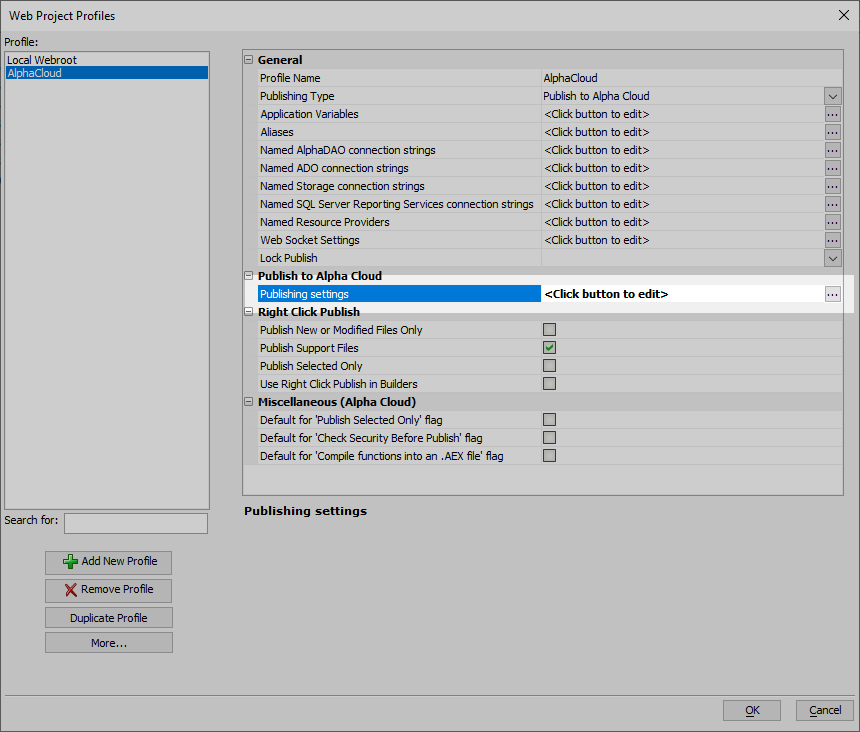 Web Project Profiles
Profile:
Local Webroot
AlphaCloud
General
Profile Name AlphaCloud
Publishing Type Publish to Alpha Cloud
Application Variables <Click button to edit> ...
Aliases <Click button to edit> ...
Named AlphaDAO connection strings <Click button to edit> ...
Named ADO connection strings <Click button to edit> ...
Named Storage connection strings <Click button to edit> ...
Named SQL Server Reporting Services connection strings <Click button to edit> ...
Named Resource Providers <Click button to edit> ...
Web Socket Settings <Click button to edit> ...
Lock Publish
Publish to Alpha Cloud
Publishing settings <Click button to edit> ...
Right Click Publish
Publish New or Modified Files Only
Publish Support Files
Publish Selected Only
Use Right Click Publish in Builders
Miscellaneous (Alpha Cloud)
Default for 'Publish Selected Only' flag
Default for 'Check Security Before Publish' flag
Default for 'Compile functions into an .AEX file' flag
Publishing settings
Search for:
Add New Profile
Remove Profile
Duplicate Profile
More...
OK
Cancel